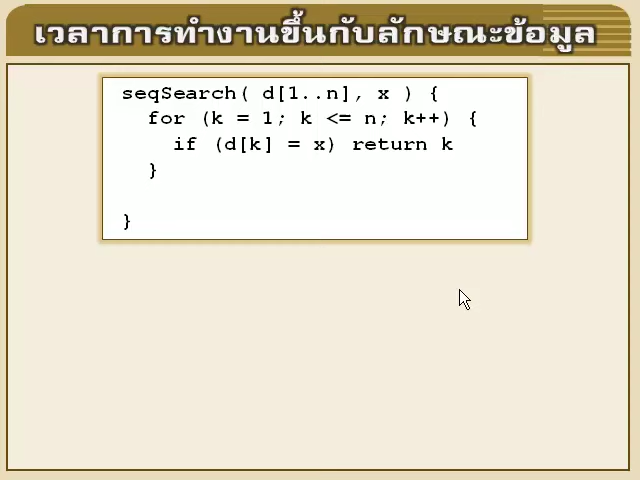 เวลาการทำงานขึ้นกับลักษณะข้อมูล
seqSearch( d[1..n], x ) {
for (k = 1; k <= n; k++) {
if (d[k] = x) return k
}
}